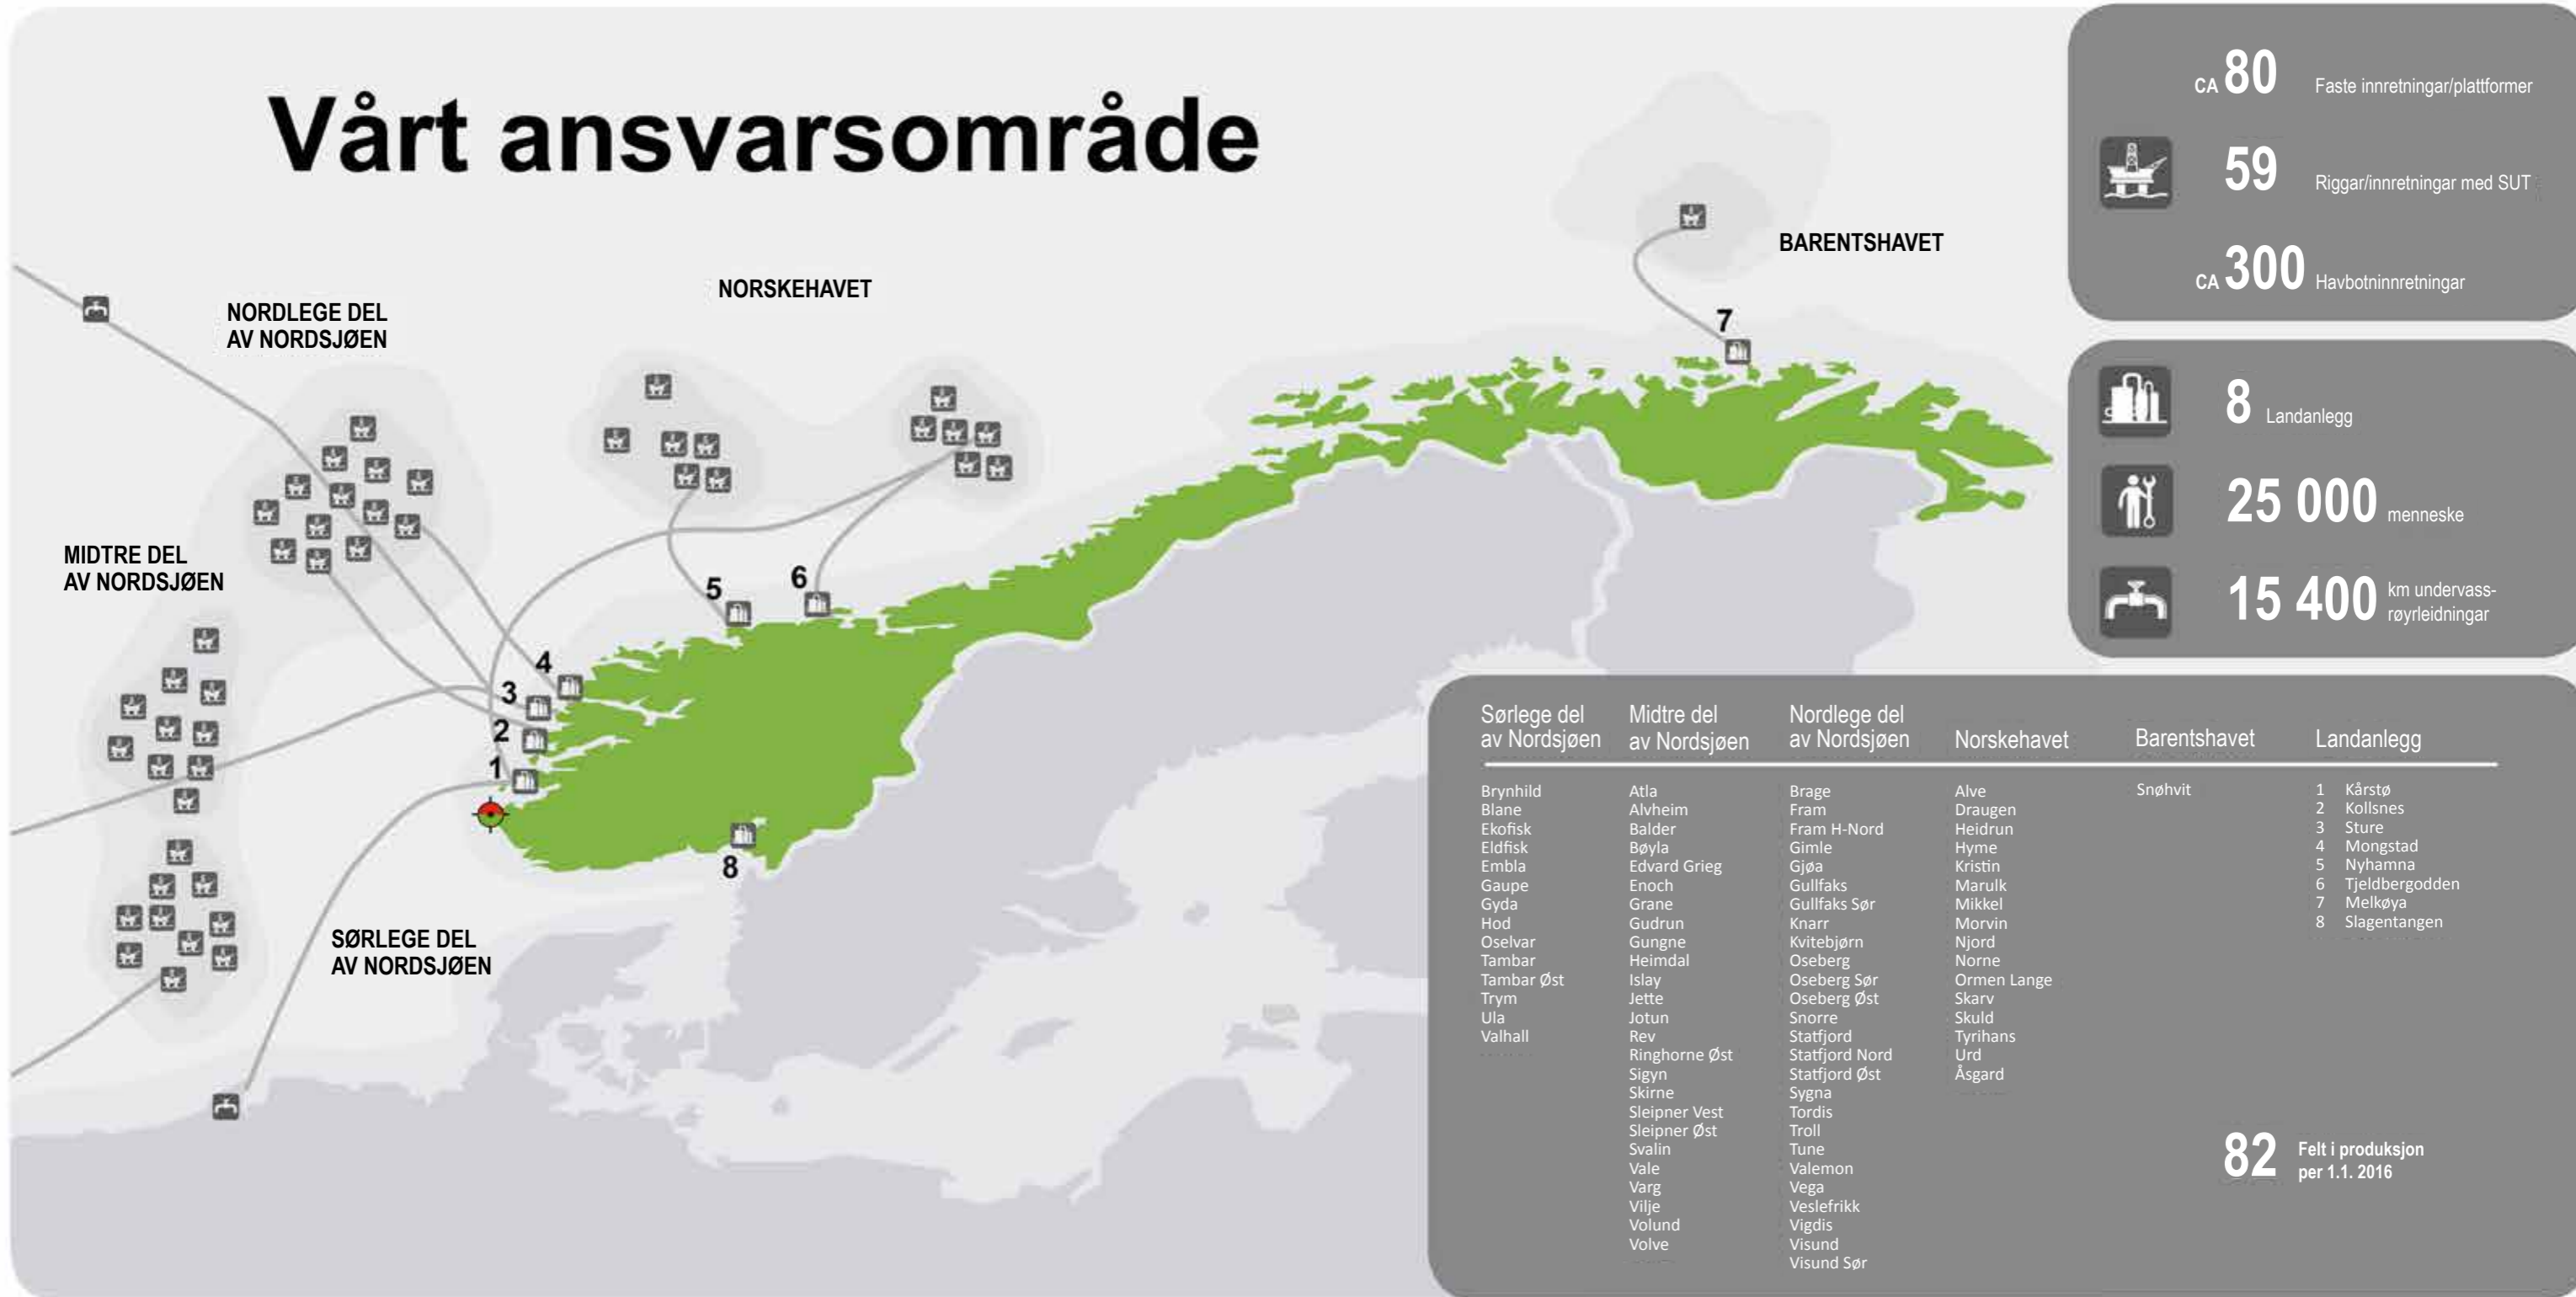 Vårt ansvarsområde
NORDLEGE DEL
AV NORDSJØEN
NORSKEHAVET
BARENTSHAVET
MIDTRE DEL
AV NORDSJØEN
SØRLEGE DEL
AV NORDSJØEN
7
5
6
4
3
2
1
8
CA 80 Faste innretningar/plattformer
59 Riggar/innretningar med SUT
CA 300 Havbotninnretningar
8 Landanlegg
25 000 menneske
15 400 km undervass-
røyrleidningar
Sørlege del
av Nordsjøen
Brynhild
Blane
Ekofisk
Eldfisk
Embla
Gaupe
Gyda
Hod
Oselvar
Tambar
Tambar Øst
Trym
Ula
Valhall
Midtre del
av Nordsjøen
Atla
Alvheim
Balder
Bøyla
Edvard Grieg
Enoch
Grane
Gudrun
Gungne
Heimdal
Islay
Jette
Jotun
Rev
Ringhorne Øst
Sigyn
Skirne
Sleipner Vest
Sleipner Øst
Svalin
Vale
Varg
Vilje
Volund
Volve
Nordlege del
av Nordsjøen
Brage
Fram
Fram H-Nord
Gimle
Gjøa
Gullfaks
Gullfaks Sør
Knarr
Kvitebjørn
Oseberg
Oseberg Sør
Oseberg Øst
Snorre
Statfjord
Statfjord Nord
Statfjord Øst
Sygna
Tordis
Troll
Tune
Valemon
Vega
Veslefrikk
Vigdis
Visund
Visund Sør
Norskehavet
Alve
Draugen
Heidrun
Hyme
Kristin
Marulk
Mikkel
Morvin
Njord
Norne
Ormen Lange
Skarv
Skuld
Tyrihans
Urd
Åsgard
Barentshavet
Snøhvit
Landanlegg
1 Kårstø
2 Kollsnes
3 Sture
4 Mongstad
5 Nyhamna
6 Tjeldbergodden
7 Melkøya
8 Slagentangen
82 Felt i produksjon
per 1.1. 2016